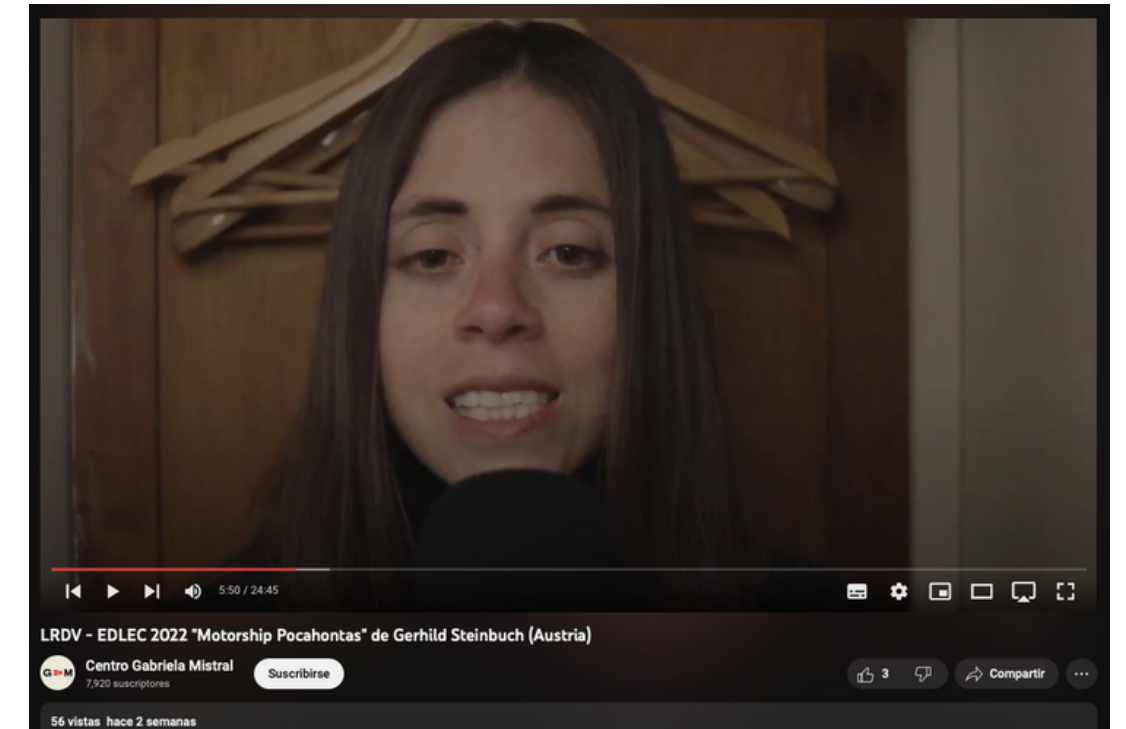 5:50 / 24:45
LRDV - EDLEC 2022 "Motorship Pocahontas" de Gerhild Steinbuch (Austria)
GAM
Centro Gabriela Mistral
7,920 suscriptores
Suscribirse
3
Compartir
56 vistas hace 2 semanas